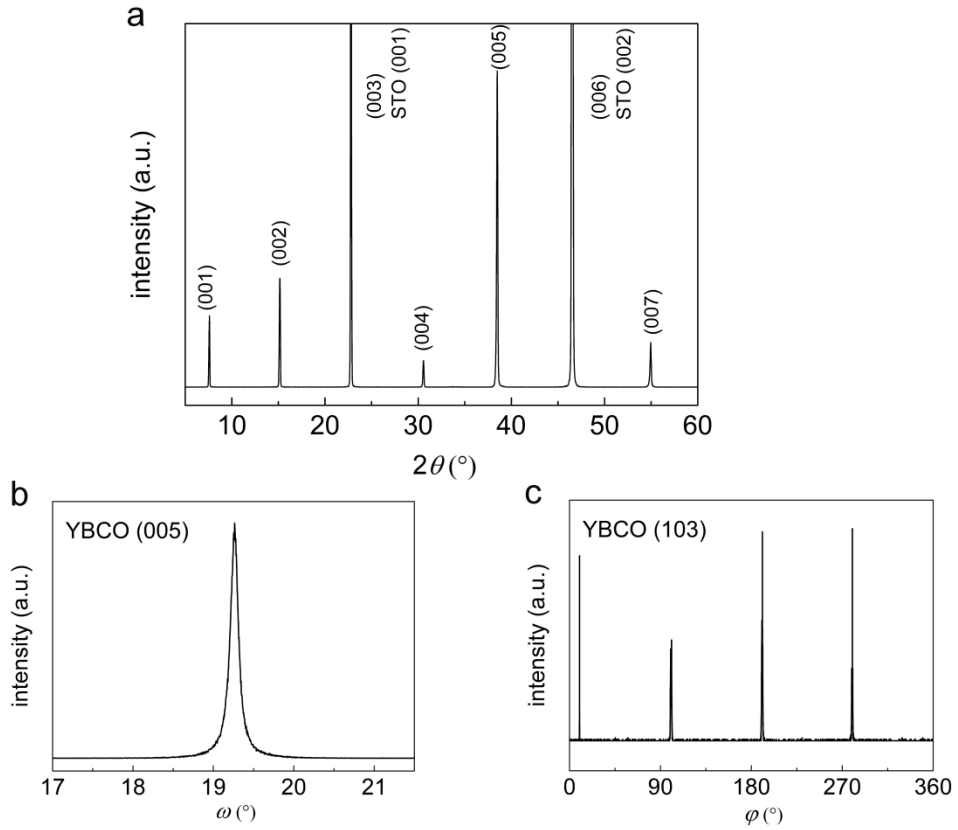 a
intensity (a.u.)
(001)
(002)
(003)
STO (001)
(004)
(005)
(006)
STO (002)
(007)
10 20 30 40 50 60
2θ (°)
b
YBCO (005)
intensity (a.u.)
17 18 19 20 21
ω (°)
c
YBCO (103)
intensity (a.u.)
0 90 180 270 360
φ (°)